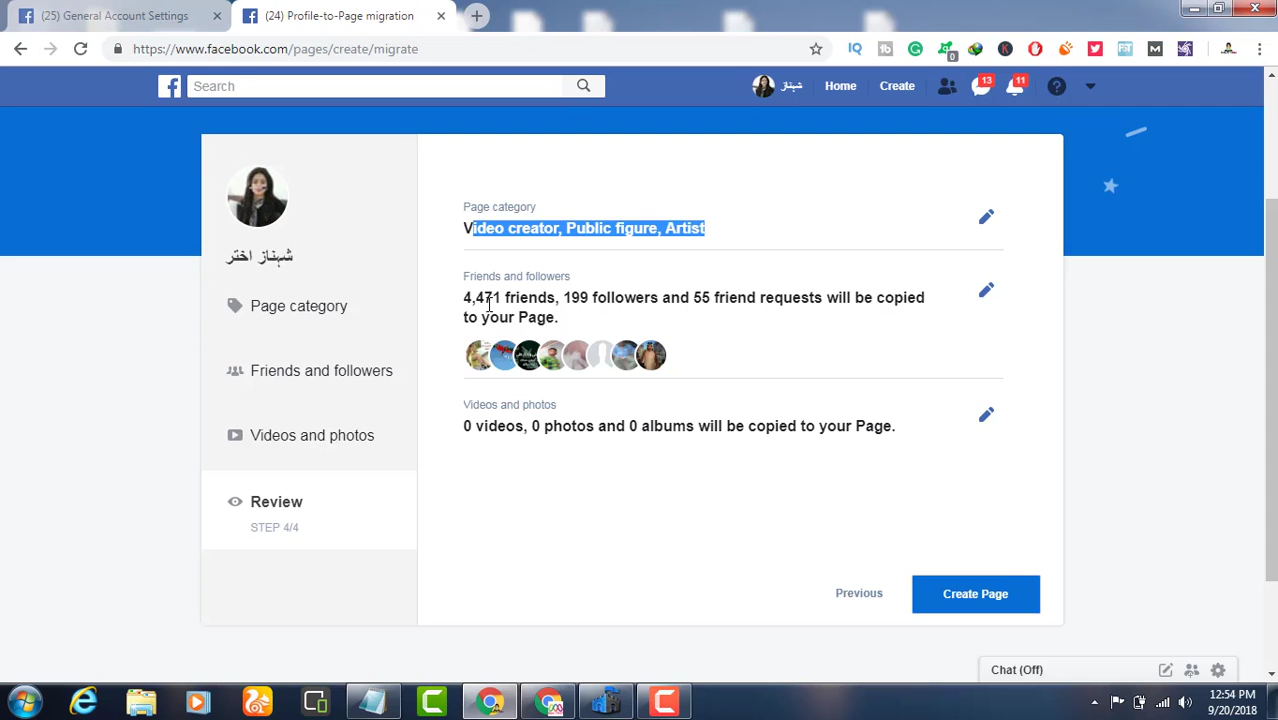 (25) General Account Settings
(24) Profile-to-Page migration
https://www.facebook.com/pages/create/migrate
Search
شہناز
Home
Create
13
11
شہناز اختر
Page category
Friends and followers
Videos and photos
Review
STEP 4/4
Page category
Video creator, Public figure, Artist
Friends and followers
4,471 friends, 199 followers and 55 friend requests will be copied
to your Page.
Videos and photos
0 videos, 0 photos and 0 albums will be copied to your Page.
Previous
Create Page
Chat (Off)
12:54 PM
9/20/2018